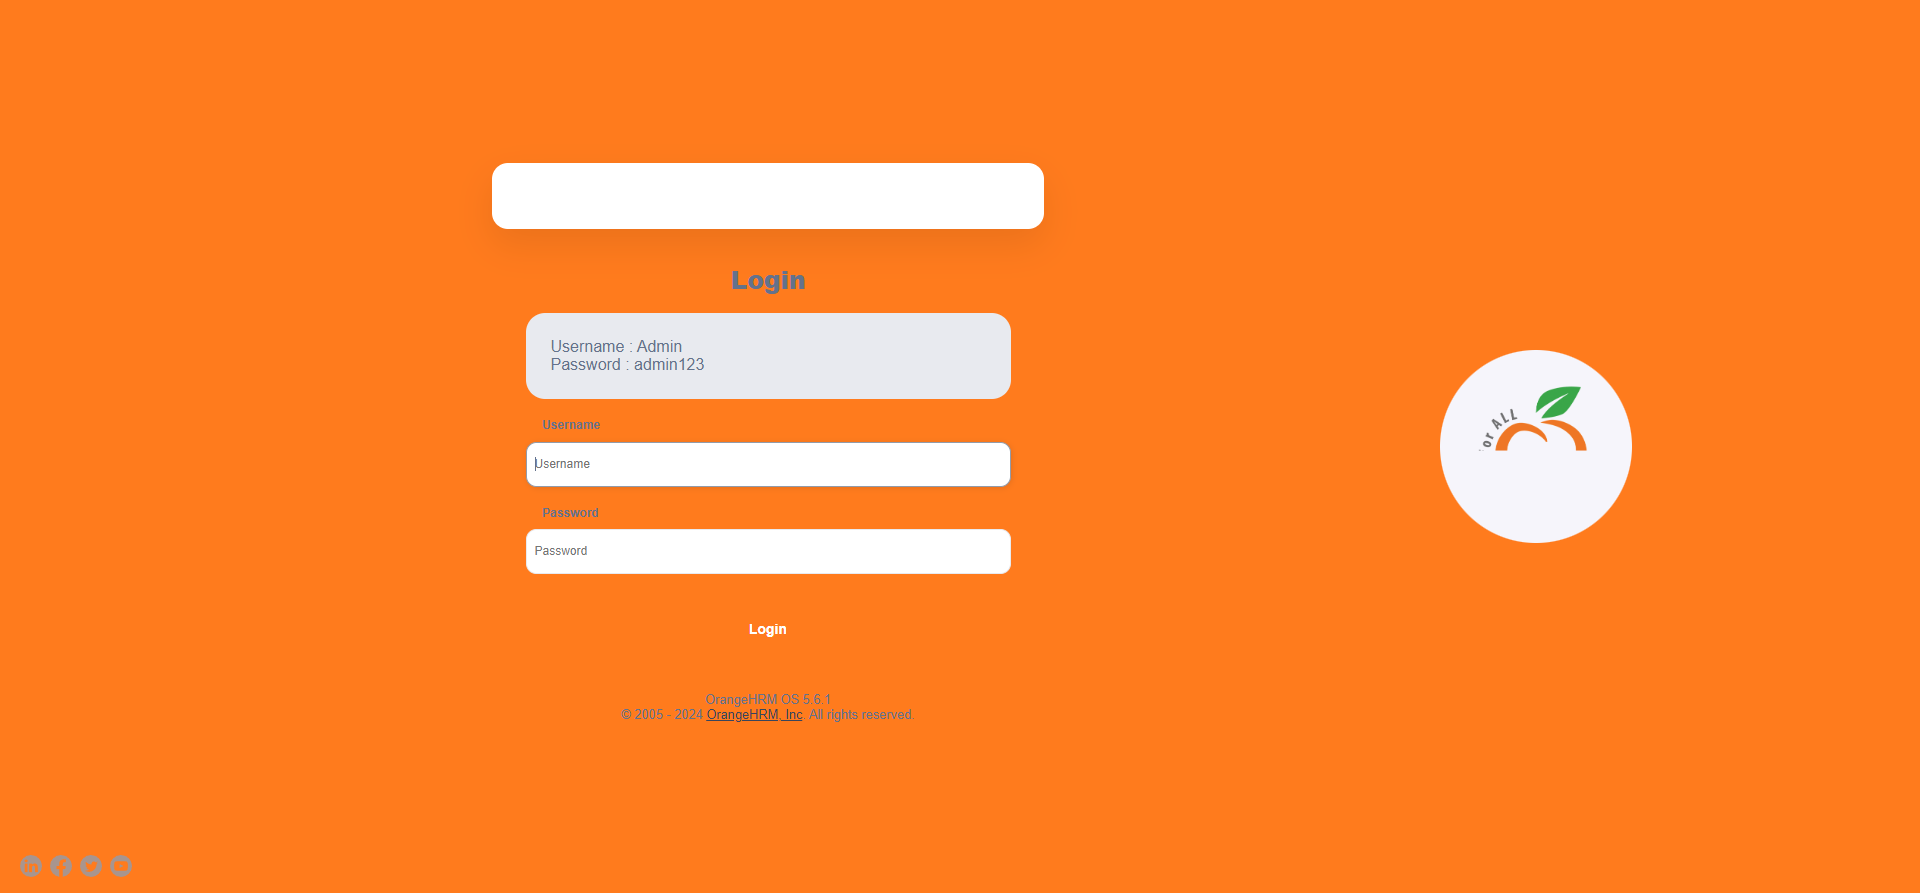 Login
Username : Admin
Password : admin123
Username
Username
Password
Password
Login
OrangeHRM OS 5.6.1
© 2005 - 2024 OrangeHRM, Inc. All rights reserved.
or ALL